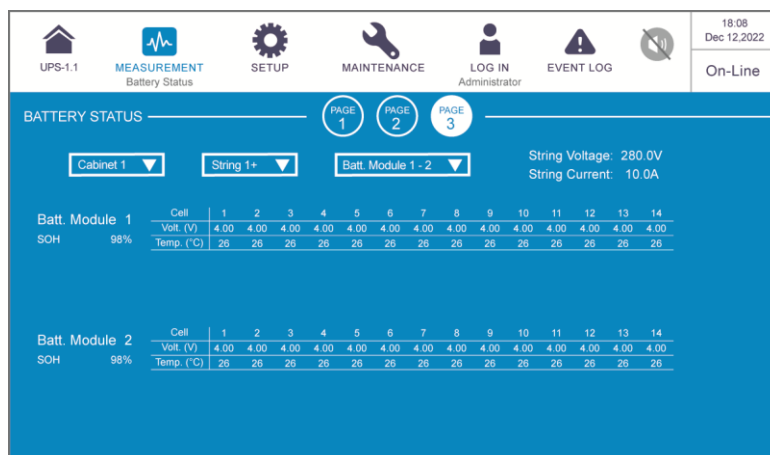 18:08
Dec 12,2022
UPS-1.1 MEASUREMENT SETUP MAINTENANCE LOG IN EVENT LOG
Battery Status Administrator
On-Line
BATTERY STATUS PAGE 1 PAGE 2 PAGE 3
Cabinet 1 String 1+ Batt. Module 1 - 2
String Voltage: 280.0V
String Current: 10.0A
Batt. Module 1
SOH 98%
Cell 1 2 3 4 5 6 7 8 9 10 11 12 13 14
Volt. (V) 4.00 4.00 4.00 4.00 4.00 4.00 4.00 4.00 4.00 4.00 4.00 4.00 4.00 4.00
Temp. (°C) 26 26 26 26 26 26 26 26 26 26 26 26 26 26
Batt. Module 2
SOH 98%
Cell 1 2 3 4 5 6 7 8 9 10 11 12 13 14
Volt. (V) 4.00 4.00 4.00 4.00 4.00 4.00 4.00 4.00 4.00 4.00 4.00 4.00 4.00 4.00
Temp. (°C) 26 26 26 26 26 26 26 26 26 26 26 26 26 26